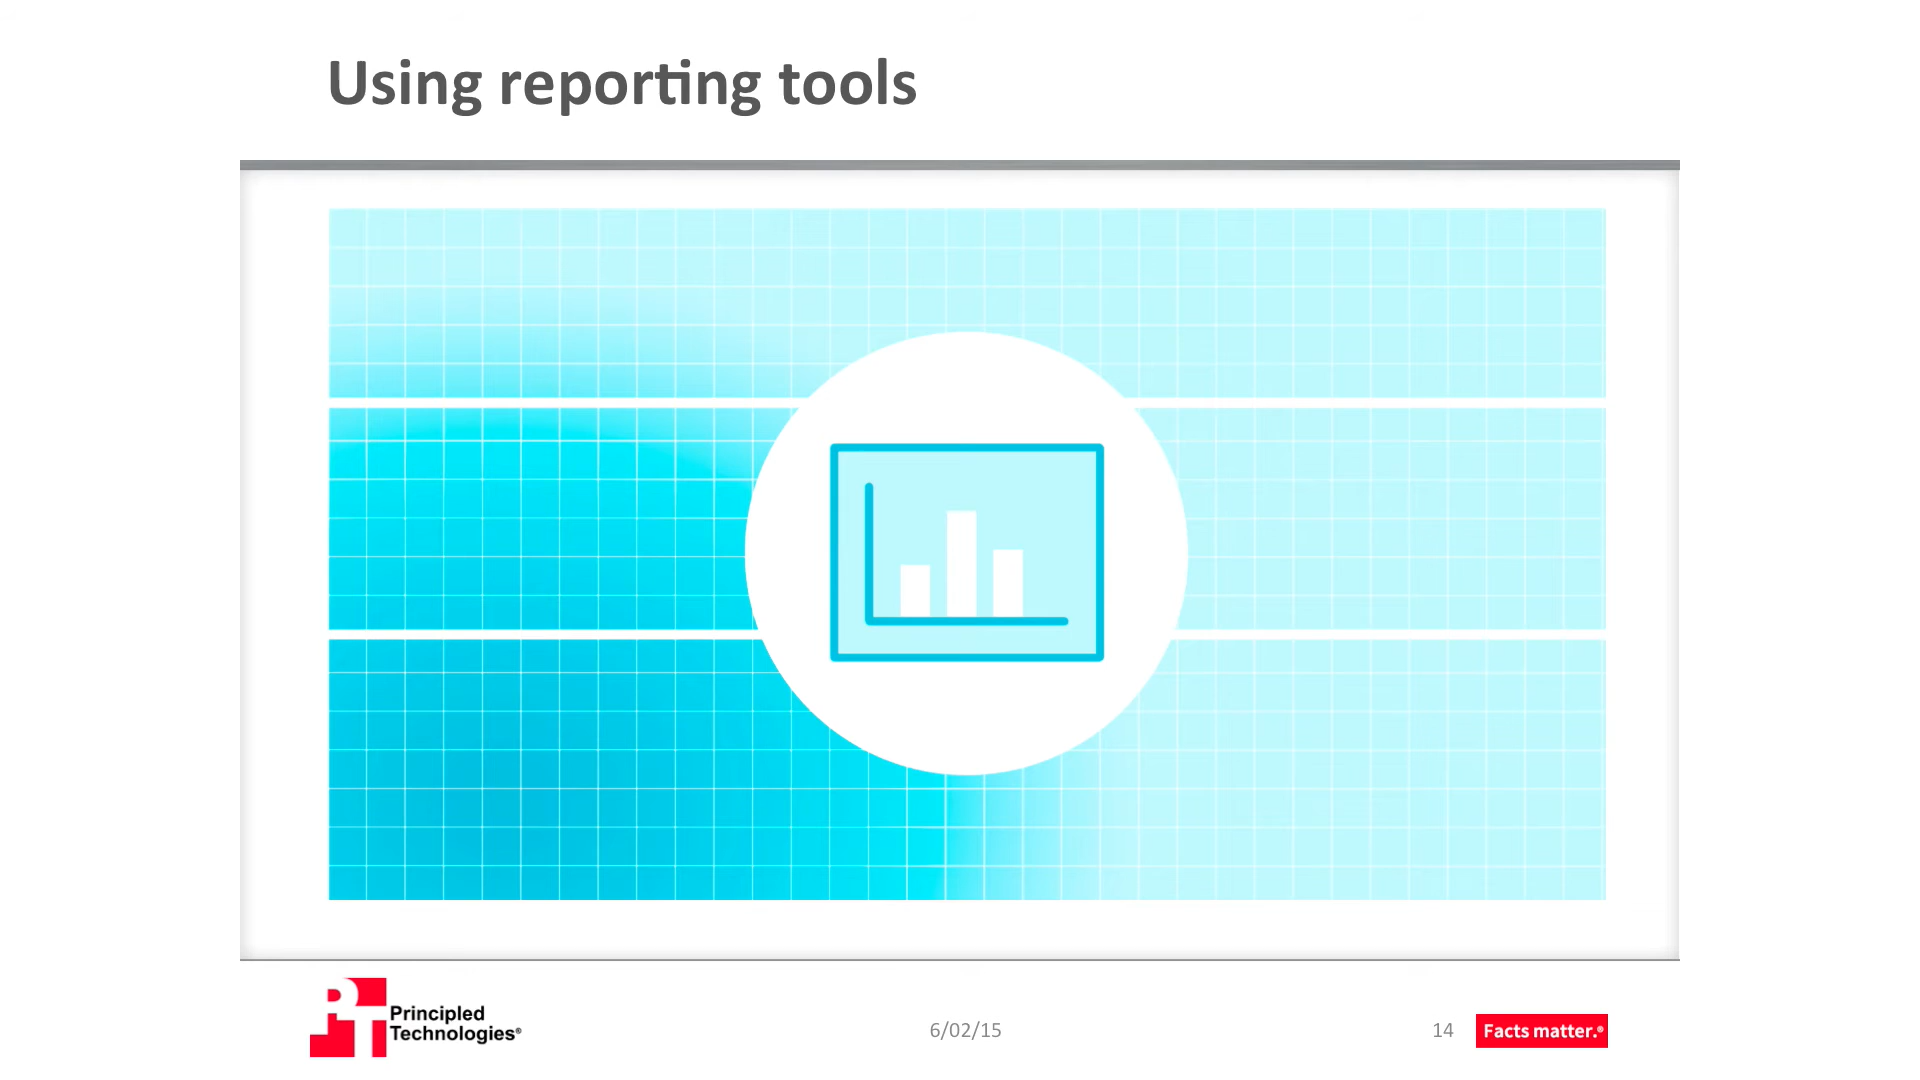 Using reporting tools
Principled
Technologies®
6/02/15
14
Facts matter.®